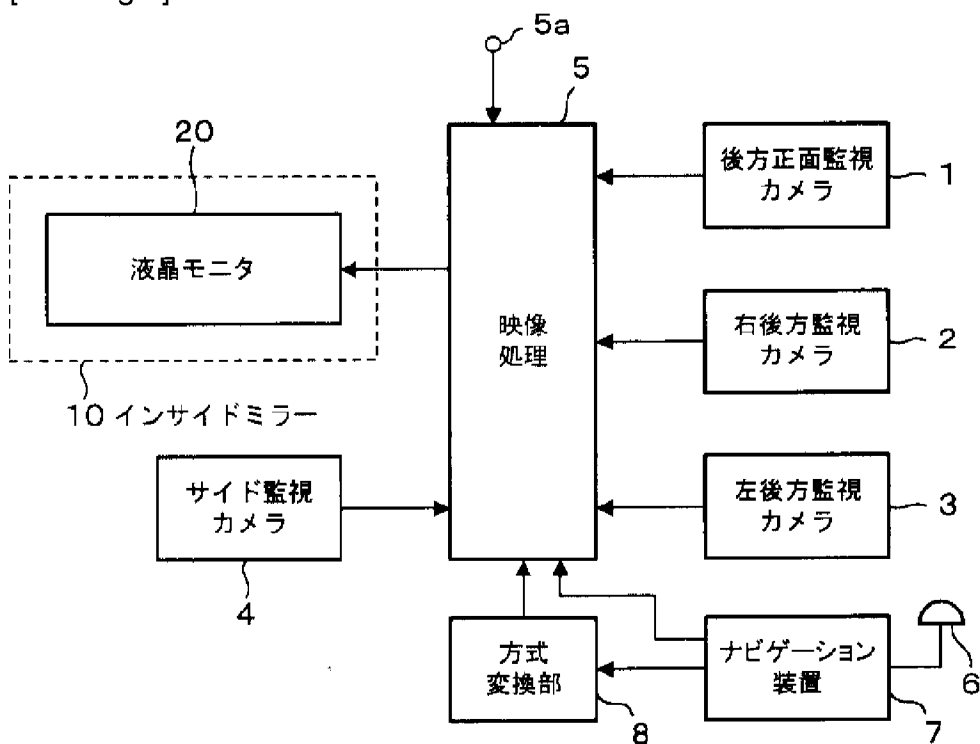 5a
5
20
後方正面監視
カメラ
1
液晶モニタ
映像
処理
右後方監視
カメラ
2
10 インサイドミラー
サイド監視
カメラ
4
左後方監視
カメラ
3
方式
変換部
8
ナビゲーション
装置
7
6